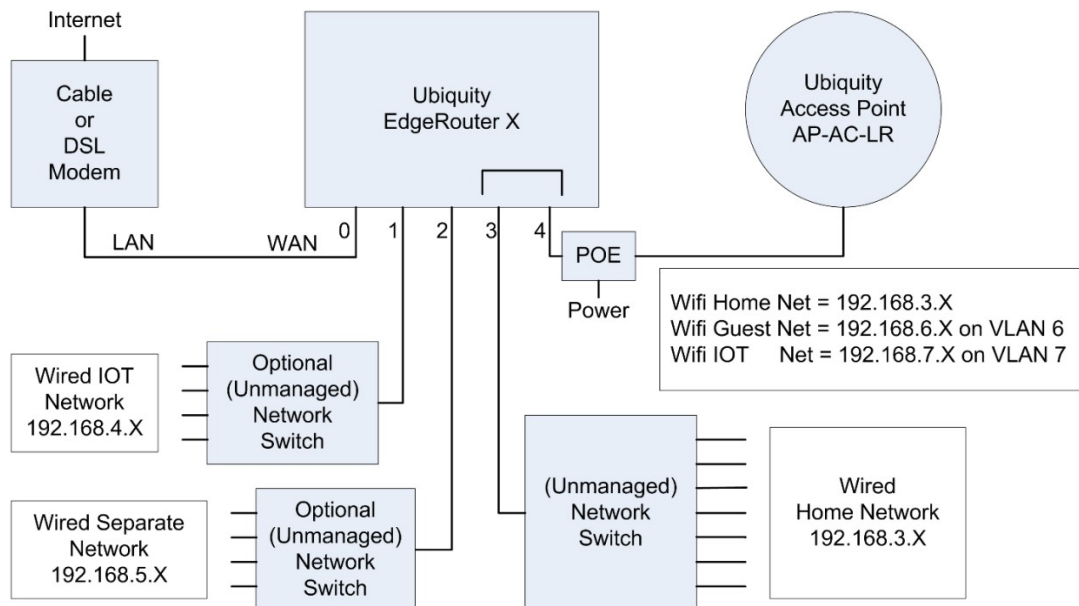 Internet
Cable
or
DSL
Modem
Ubiquity
EdgeRouter X
Ubiquity
Access Point
AP-AC-LR
LAN
WAN
0
1
2
3
4
POE
Power
Wifi Home Net = 192.168.3.X
Wifi Guest Net = 192.168.6.X on VLAN 6
Wifi IOT Net = 192.168.7.X on VLAN 7
Wired IOT
Network
192.168.4.X
Optional
(Unmanaged)
Network
Switch
Wired Separate
Network
192.168.5.X
Optional
(Unmanaged)
Network
Switch
(Unmanaged)
Network
Switch
Wired
Home Network
192.168.3.X